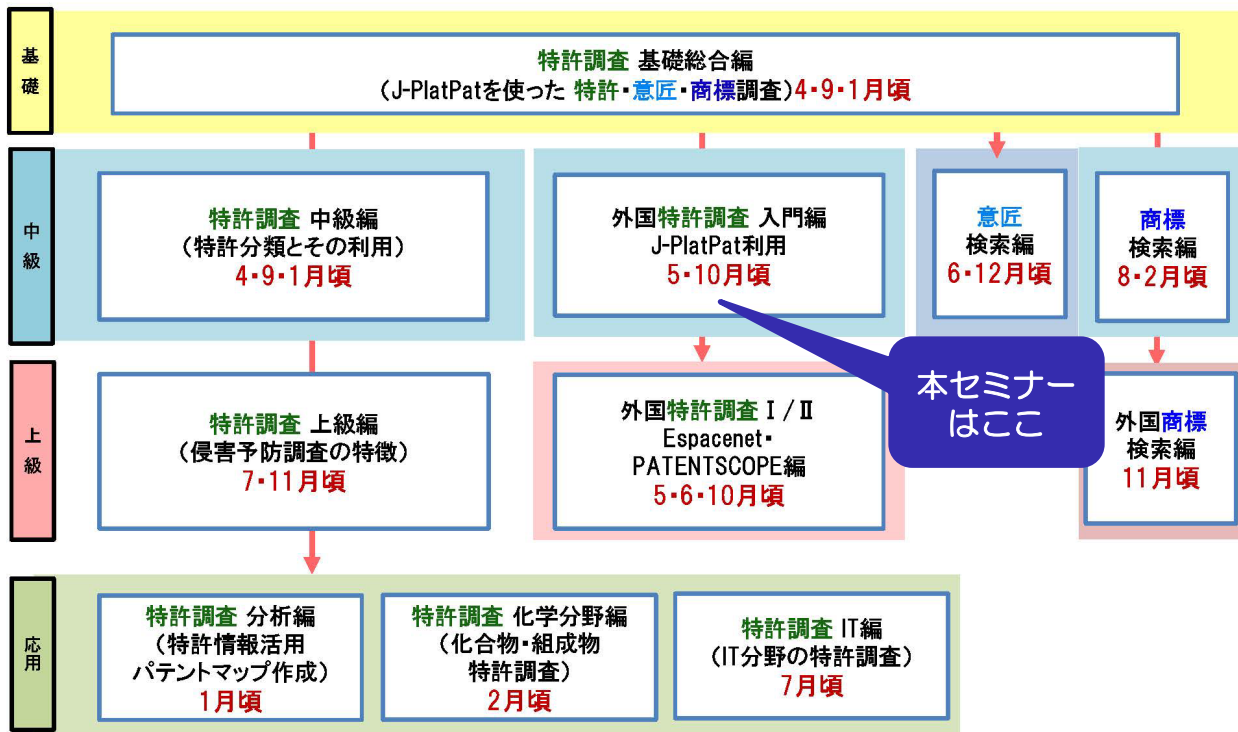 基礎
特許調査 基礎総合編
（J-PlatPatを使った 特許・意匠・商標調査）4・9・1月頃
中級
特許調査 中級編
（特許分類とその利用）
4・9・1月頃
外国特許調査 入門編
J-PlatPat利用
5・10月頃
意匠
検索編
6・12月頃
商標
検索編
8・2月頃
本セミナー
はここ
上級
特許調査 上級編
（侵害予防調査の特徴）
7・11月頃
外国特許調査 Ⅰ/Ⅱ
Espacenet・
PATENTSCOPE編
5・6・10月頃
外国商標
検索編
11月頃
応用
特許調査 分析編
（特許情報活用
パテントマップ作成）
1月頃
特許調査 化学分野編
（化合物・組成物
特許調査）
2月頃
特許調査 IT編
（IT分野の特許調査）
7月頃